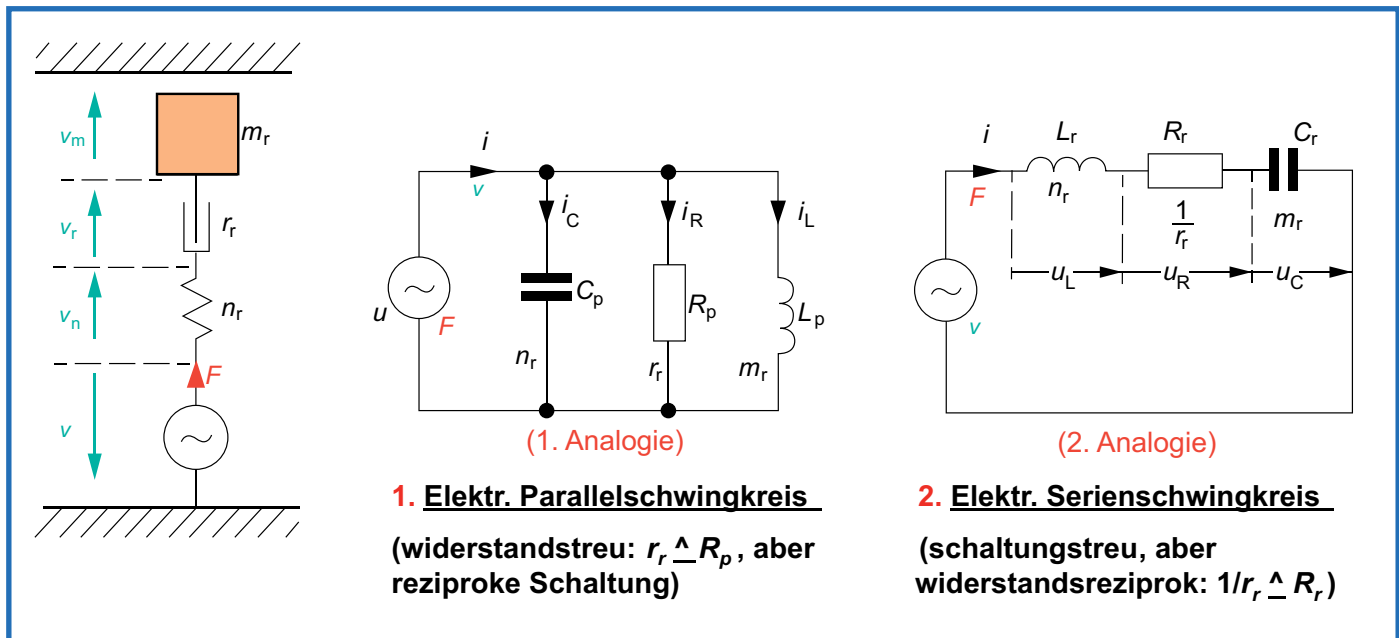 v_m
m_r
v_r
r_r
v_n
n_r
F
v
i
v
i_C
i_R
i_L
u
F
C_p
R_p
L_p
n_r
r_r
m_r
(1. Analogie)
1. Elektr. Parallelschwingkreis
(widerstandstreu: r_r ≙ R_p, aber
reziproke Schaltung)
i
L_r
R_r
C_r
F
n_r
1/r_r
m_r
u_L
u_R
u_C
v
(2. Analogie)
2. Elektr. Serienschwingkreis
(schaltungstreu, aber
widerstandsreziprok: 1/r_r ≙ R_r)